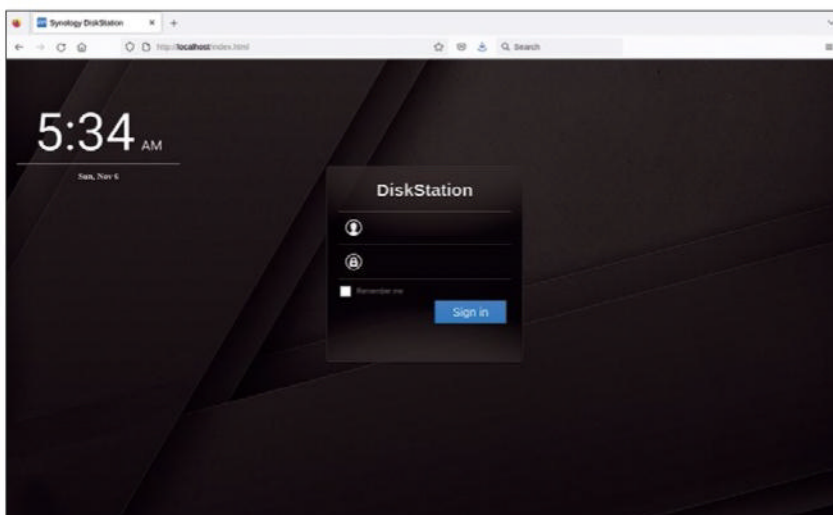 Synology DiskStation
http://localhost/index.html
Search
5:34 AM
Sun, Nov 6
DiskStation
Remember me
Sign in